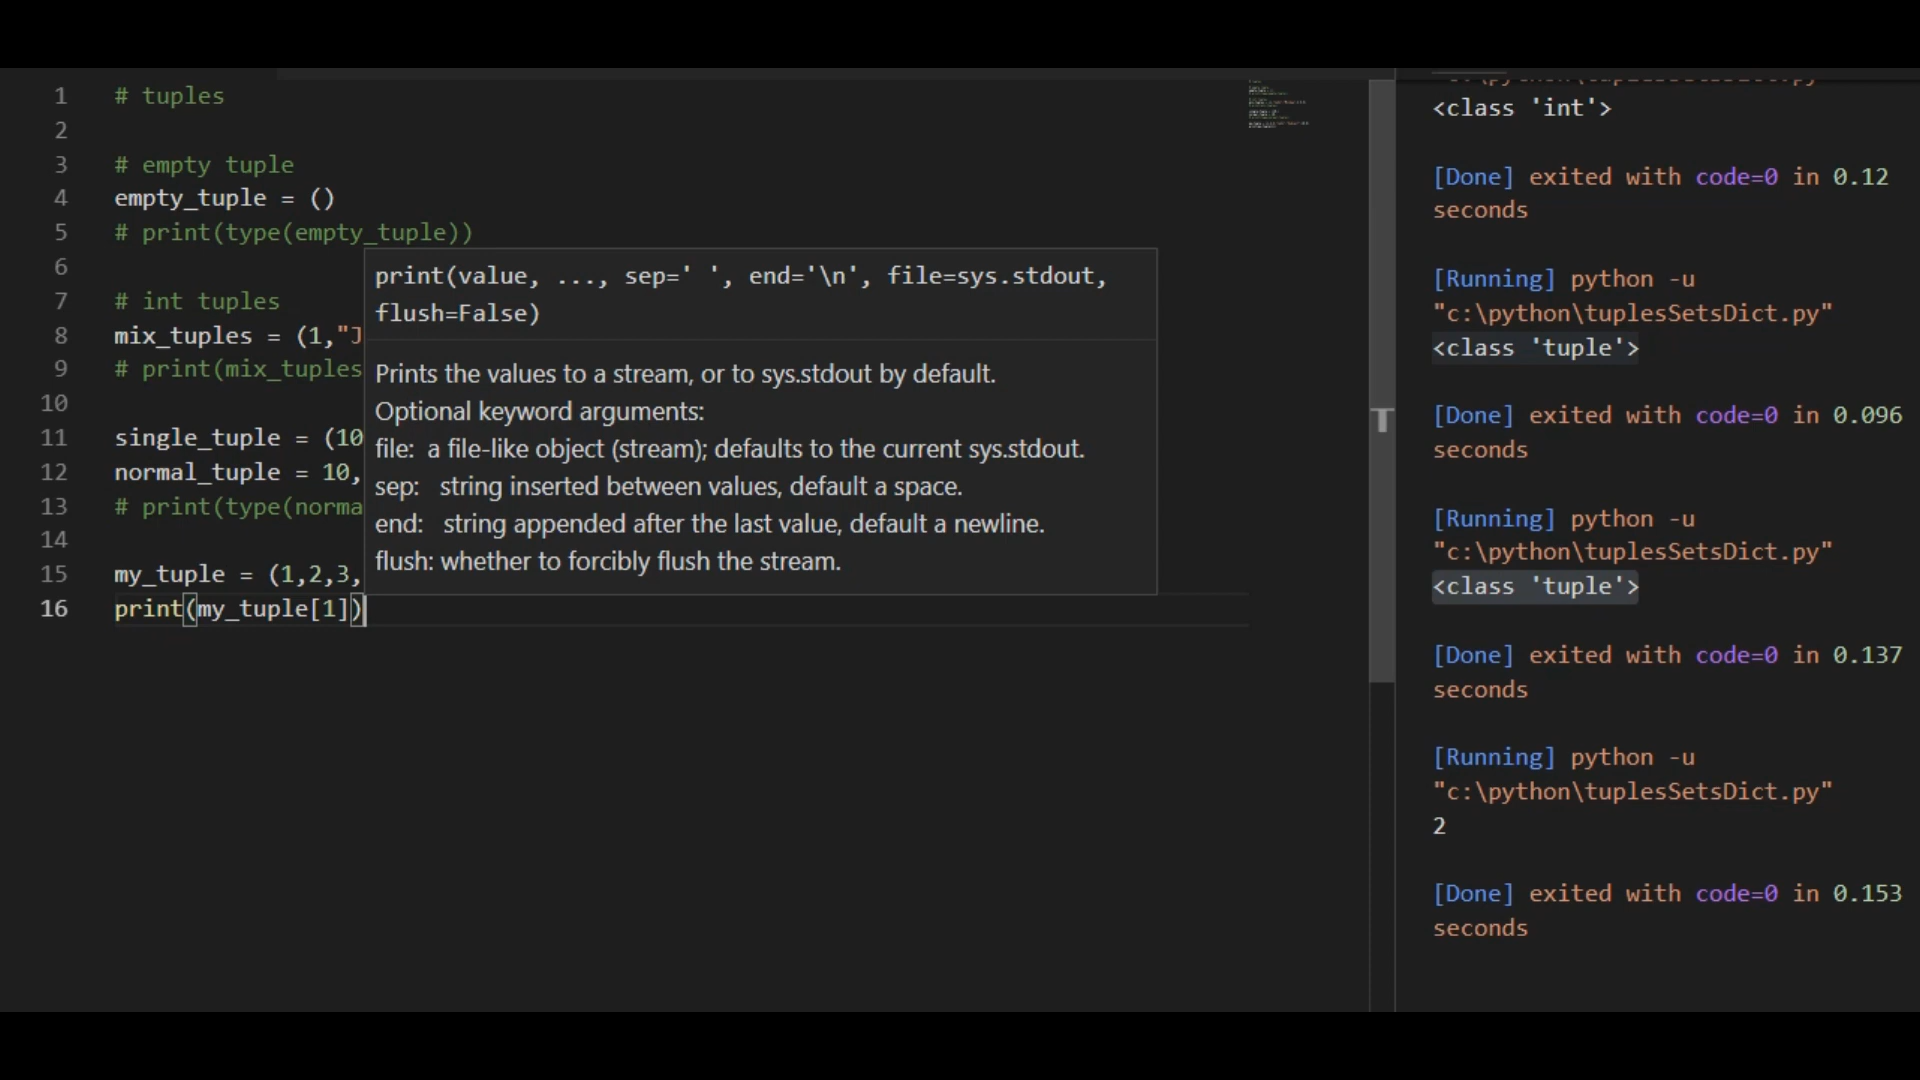 1 # tuples
2
3 # empty tuple
4 empty_tuple = ()
5 # print(type(empty_tuple))
6
7 # int tuples
8 mix_tuples = (1,"J
9 # print(mix_tuples
10
11 single_tuple = (10
12 normal_tuple = 10,
13 # print(type(norma
14
15 my_tuple = (1,2,3,
16 print(my_tuple[1])
print(value, ..., sep=' ', end='\n', file=sys.stdout,
flush=False)
Prints the values to a stream, or to sys.stdout by default.
Optional keyword arguments:
file: a file-like object (stream); defaults to the current sys.stdout.
sep: string inserted between values, default a space.
end: string appended after the last value, default a newline.
flush: whether to forcibly flush the stream.
<class 'int'>
[Done] exited with code=0 in 0.12
seconds
[Running] python -u
"c:\python\tuplesSetsDict.py"
<class 'tuple'>
[Done] exited with code=0 in 0.096
seconds
[Running] python -u
"c:\python\tuplesSetsDict.py"
<class 'tuple'>
[Done] exited with code=0 in 0.137
seconds
[Running] python -u
"c:\python\tuplesSetsDict.py"
2
[Done] exited with code=0 in 0.153
seconds